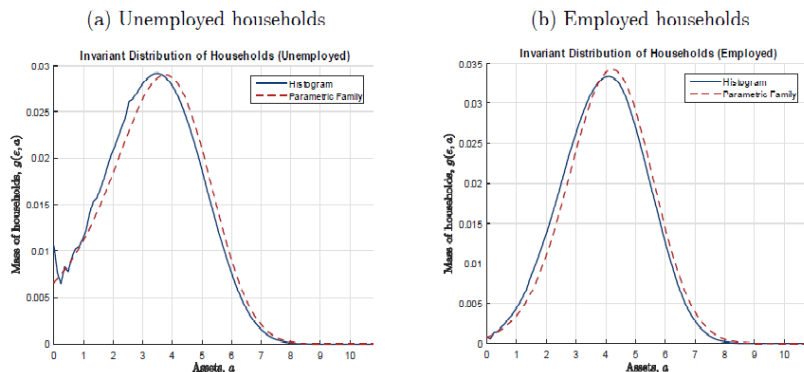 (a) Unemployed households
Invariant Distribution of Households (Unemployed)
Histogram
Parametric Family
Mass of households, g(ε, a)
0.03
0.025
0.02
0.015
0.01
0.005
0
0 1 2 3 4 5 6 7 8 9 10
Assets, a
(b) Employed households
Invariant Distribution of Households (Employed)
Histogram
Parametric Family
Mass of households, g(ε, a)
0.035
0.03
0.025
0.02
0.015
0.01
0.005
0
0 1 2 3 4 5 6 7 8 9 10
Assets, a